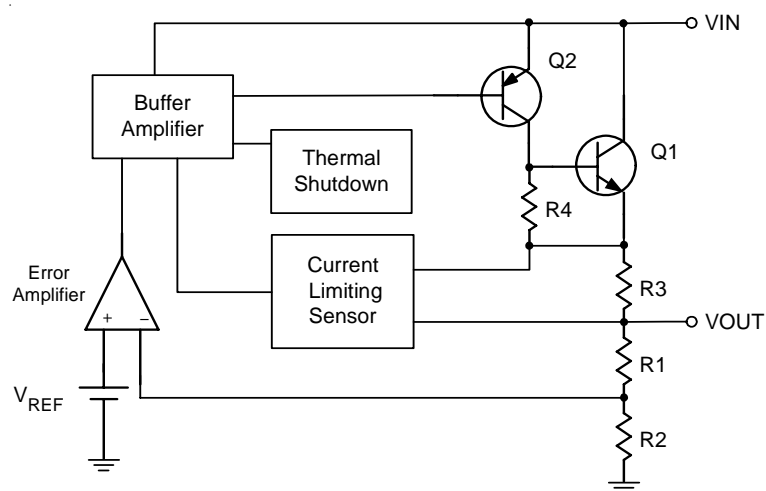 VIN
Q2
Buffer
Amplifier
Q1
Thermal
Shutdown
R4
Error
Amplifier
Current
Limiting
Sensor
R3
+
−
VOUT
R1
VREF
R2